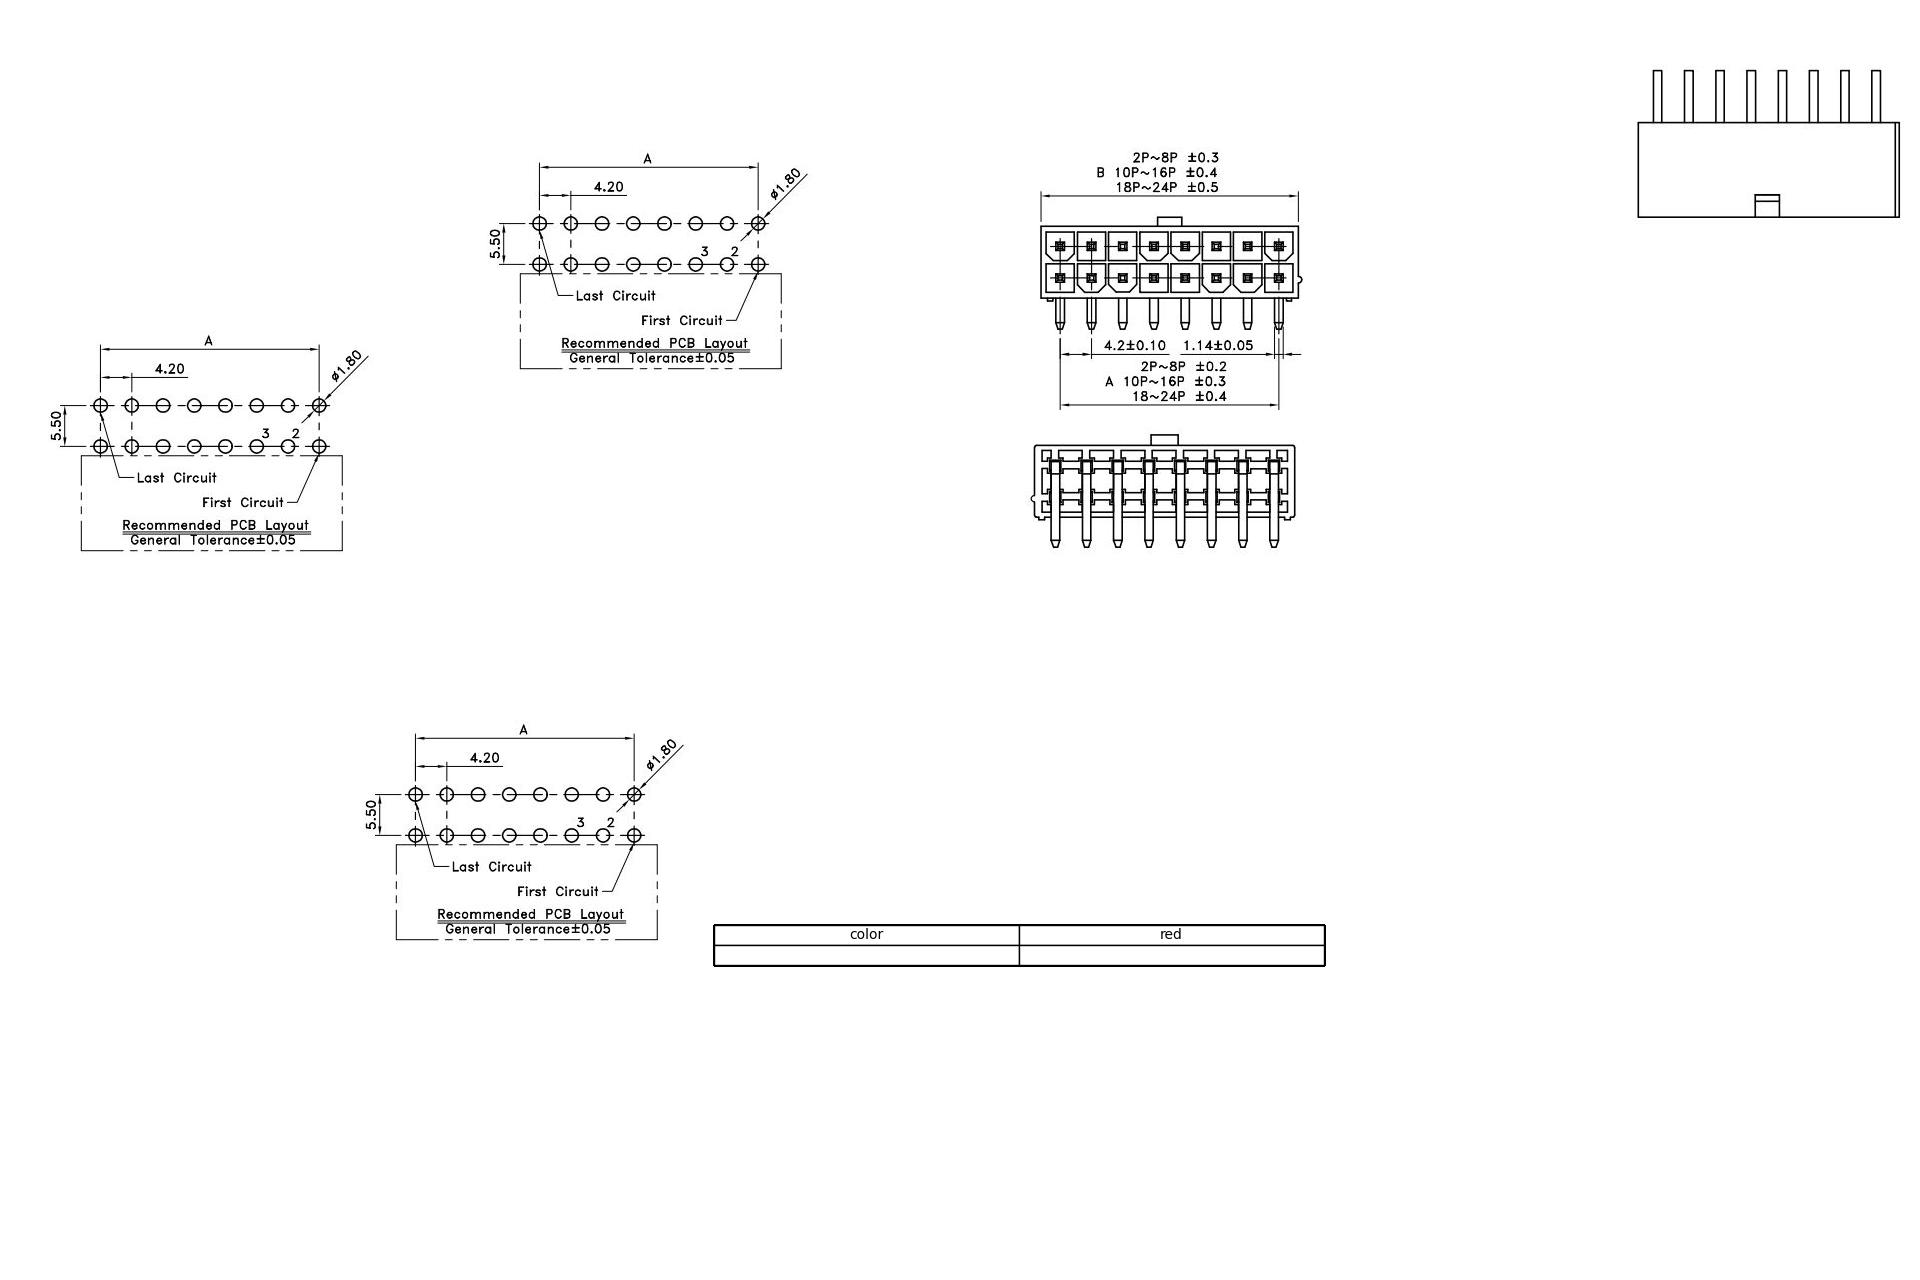 A
4.20
ø1.80
5.50
3 2
Last Circuit
First Circuit
Recommended PCB Layout
General Tolerance±0.05
2P~8P ±0.3
B 10P~16P ±0.4
18P~24P ±0.5
4.2±0.10 1.14±0.05
2P~8P ±0.2
A 10P~16P ±0.3
18~24P ±0.4
A
4.20
ø1.80
5.50
3 2
Last Circuit
First Circuit
Recommended PCB Layout
General Tolerance±0.05
A
4.20
ø1.80
5.50
3 2
Last Circuit
First Circuit
Recommended PCB Layout
General Tolerance±0.05
color red